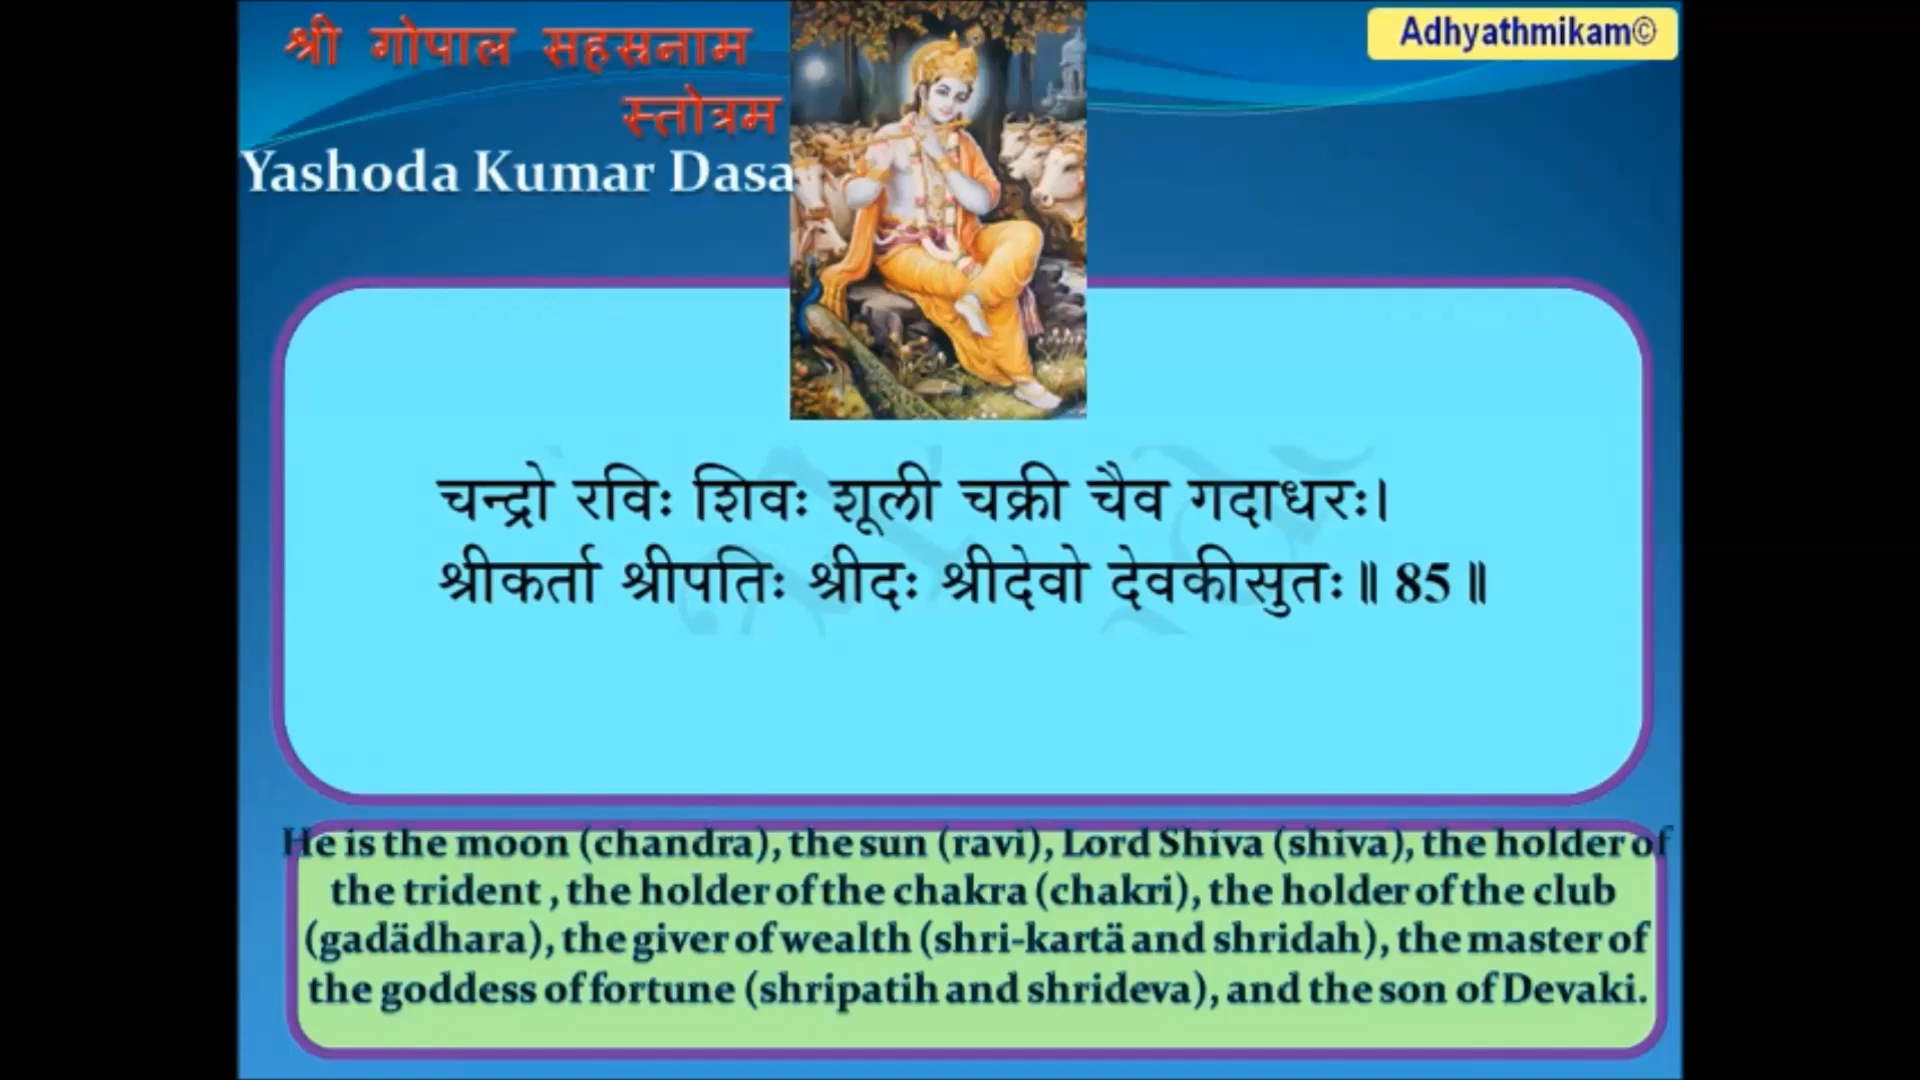 श्री गोपाल सहस्रनाम
स्तोत्रम
Yashoda Kumar Dasa
Adhyathmikam©
चन्द्रो रविः शिवः शूली चक्री चैव गदाधरः।
श्रीकर्ता श्रीपतिः श्रीदः श्रीदेवो देवकीसुतः॥ 85॥
He is the moon (chandra), the sun (ravi), Lord Shiva (shiva), the holder of
the trident , the holder of the chakra (chakri), the holder of the club
(gadädhara), the giver of wealth (shri-kartä and shridah), the master of
the goddess of fortune (shripatih and shrideva), and the son of Devaki.